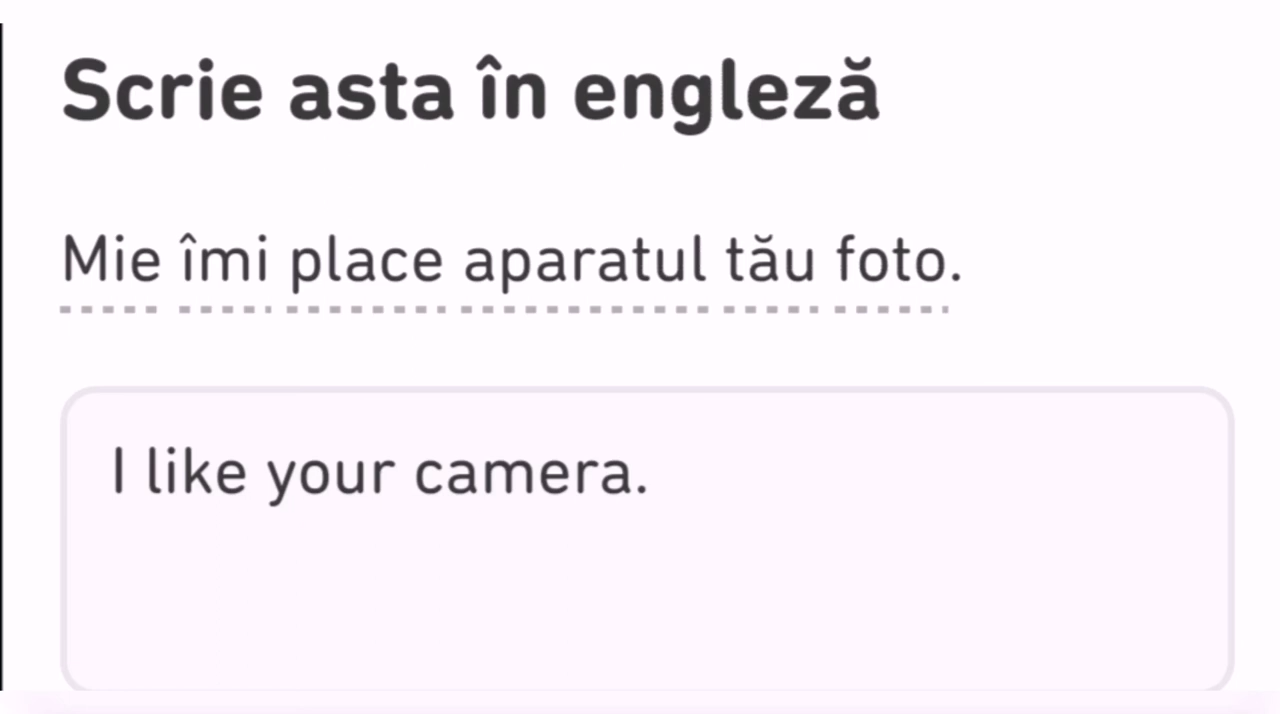 Scrie asta în engleză
Mie îmi place aparatul tău foto.
I like your camera.